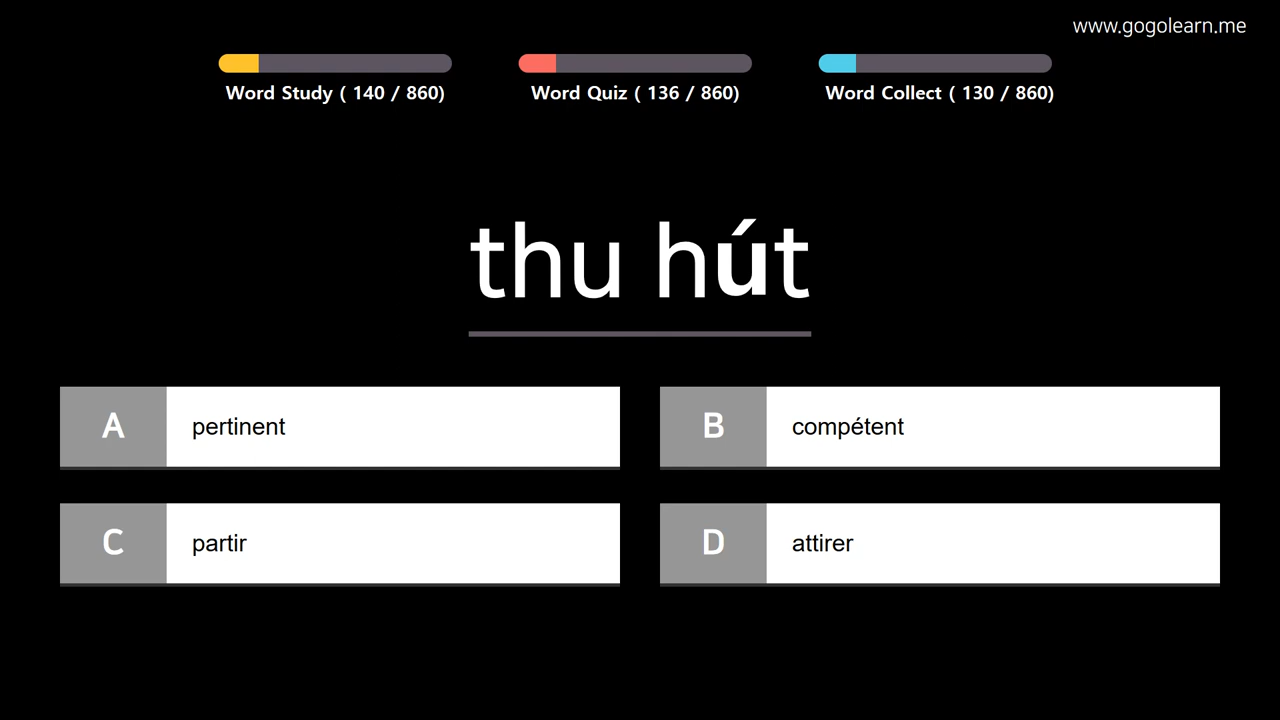 www.gogolearn.me
Word Study ( 140 / 860)
Word Quiz ( 136 / 860)
Word Collect ( 130 / 860)
thu hút
A pertinent
B compétent
C partir
D attirer